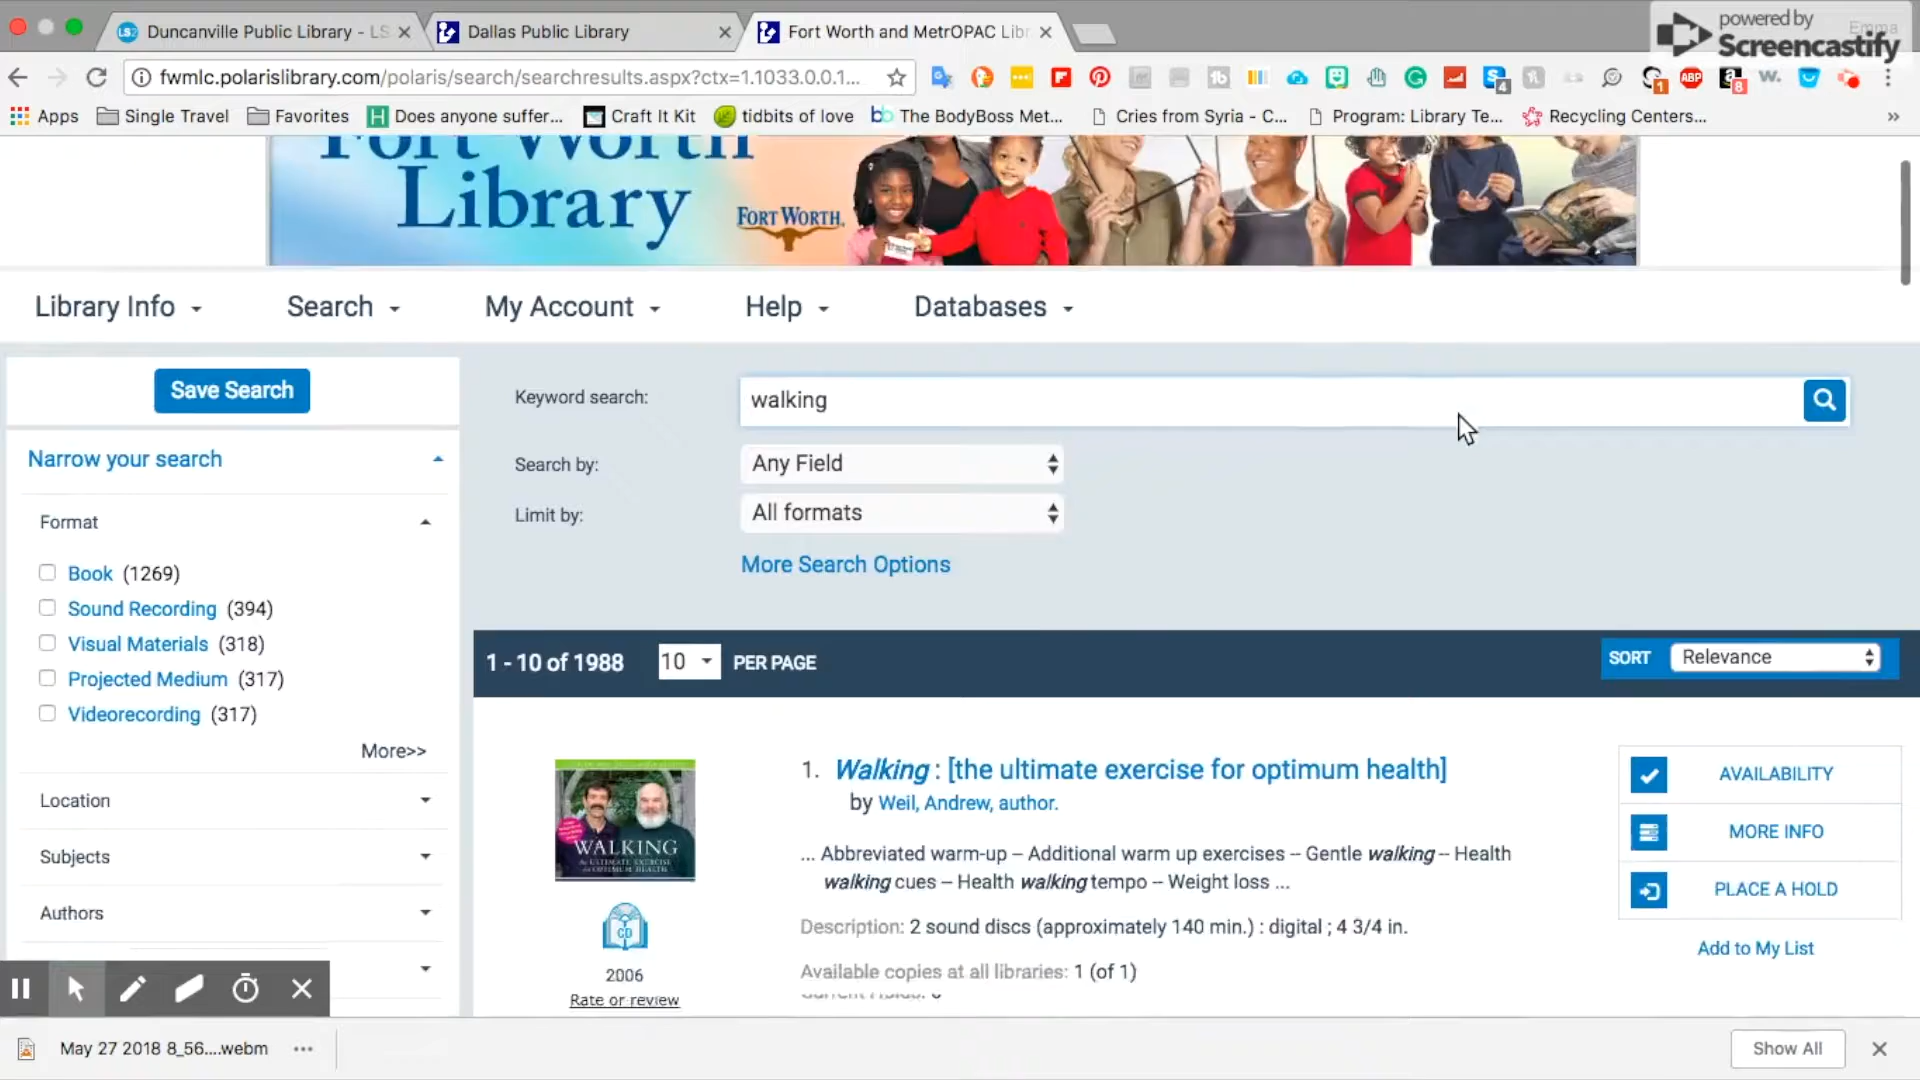 Duncanville Public Library - LS
Dallas Public Library
Fort Worth and MetrOPAC Libr
powered by
Screencastify
Emma
fwmlc.polarislibrary.com/polaris/search/searchresults.aspx?ctx=1.1033.0.0.1...
Apps
Single Travel
Favorites
Does anyone suffer...
Craft It Kit
tidbits of love
The BodyBoss Met...
Cries from Syria - C...
Program: Library Te...
Recycling Centers...
»
Fort Worth
Library
FORT WORTH
Library Info
Search
My Account
Help
Databases
Save Search
Keyword search:
walking
Search by:
Any Field
Limit by:
All formats
More Search Options
Narrow your search
Format
Book (1269)
Sound Recording (394)
Visual Materials (318)
Projected Medium (317)
Videorecording (317)
More>>
Location
Subjects
Authors
1 - 10 of 1988
10
PER PAGE
SORT
Relevance
WALKING
2006
Rate or review
1. Walking : [the ultimate exercise for optimum health]
by Weil, Andrew, author.
... Abbreviated warm-up -- Additional warm up exercises -- Gentle walking -- Health
walking cues -- Health walking tempo -- Weight loss ...
Description: 2 sound discs (approximately 140 min.) : digital ; 4 3/4 in.
Available copies at all libraries: 1 (of 1)
AVAILABILITY
MORE INFO
PLACE A HOLD
Add to My List
May 27 2018 8_56....webm
Show All